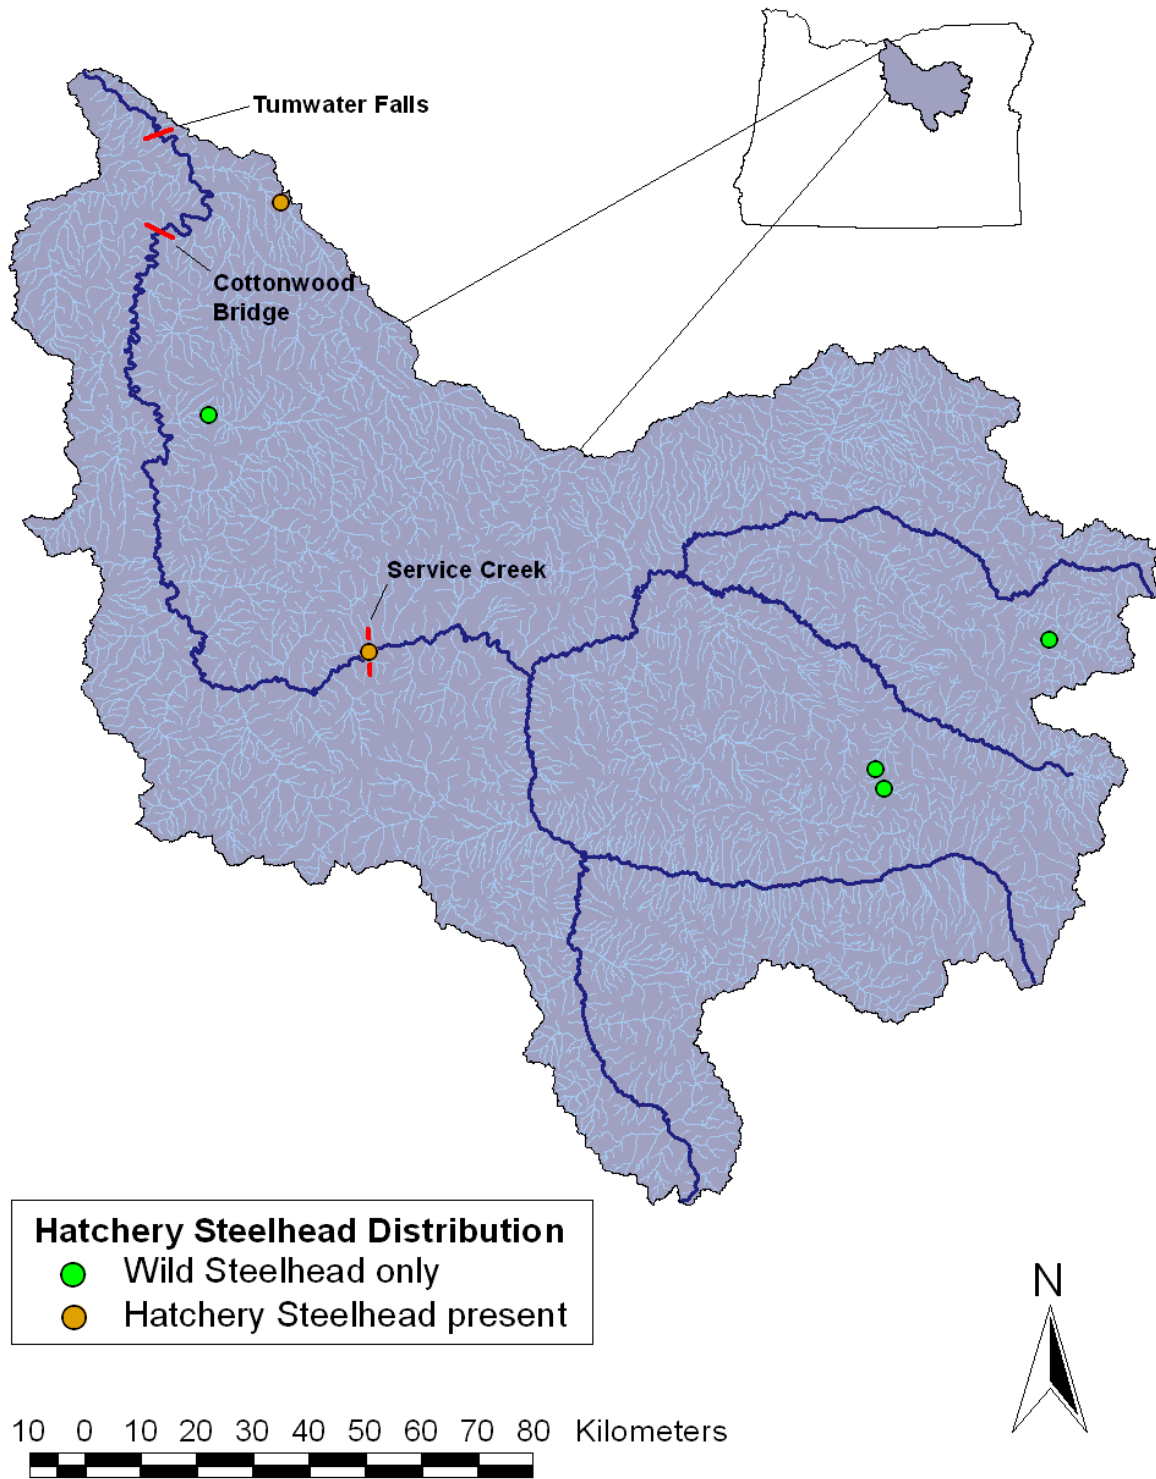 Tumwater Falls
Cottonwood
Bridge
Service Creek
Hatchery Steelhead Distribution
Wild Steelhead only
Hatchery Steelhead present
N
10 0 10 20 30 40 50 60 70 80 Kilometers